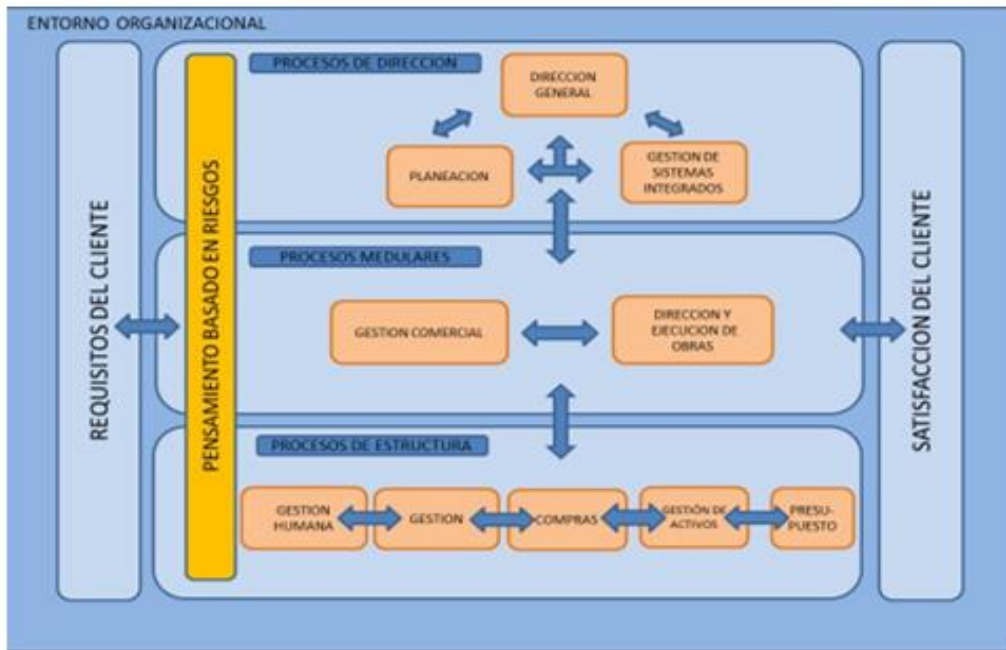 ENTORNO ORGANIZACIONAL
REQUISITOS DEL CLIENTE
PENSAMIENTO BASADO EN RIESGOS
PROCESOS DE DIRECCION
DIRECCION
GENERAL
PLANEACION
GESTION DE
SISTEMAS
INTEGRADOS
PROCESOS MEDULARES
GESTION COMERCIAL
DIRECCION Y
EJECUCION DE
OBRAS
PROCESOS DE ESTRUCTURA
GESTION
HUMANA
GESTION
COMPRAS
GESTIÓN DE
ACTIVOS
PRESU-
PUESTO
SATISFACCION DEL CLIENTE